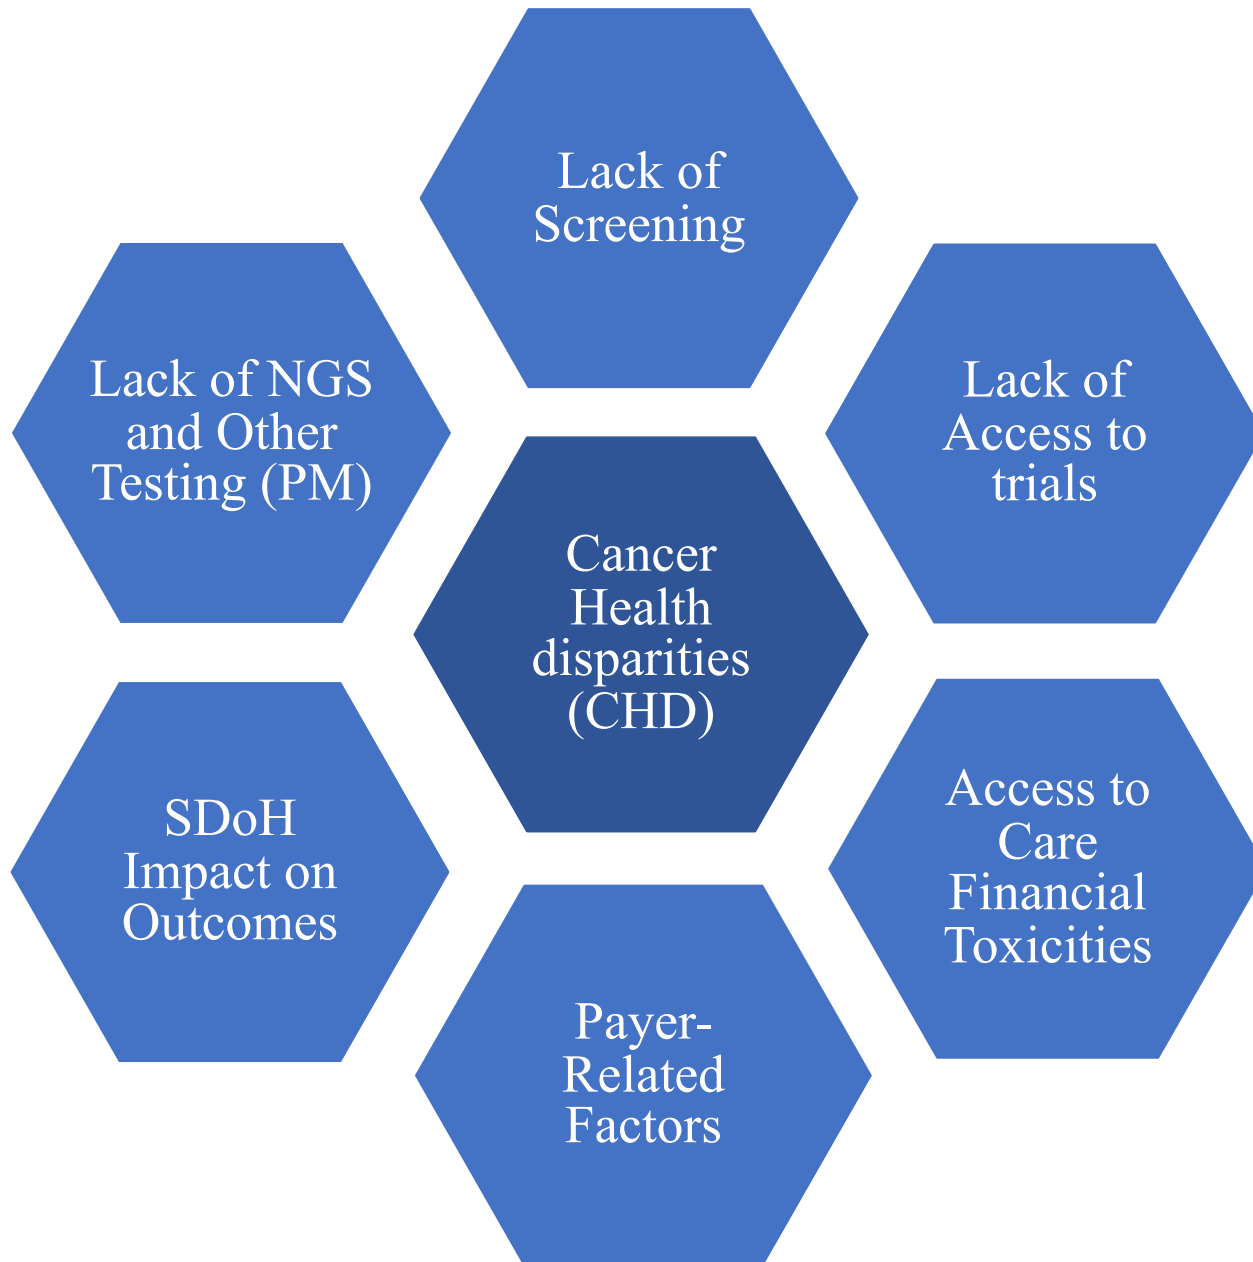 Lack of
Screening
Lack of NGS
and Other
Testing (PM)
Lack of
Access to
trials
Cancer
Health
disparities
(CHD)
SDoH
Impact on
Outcomes
Access to
Care
Financial
Toxicities
Payer-
Related
Factors